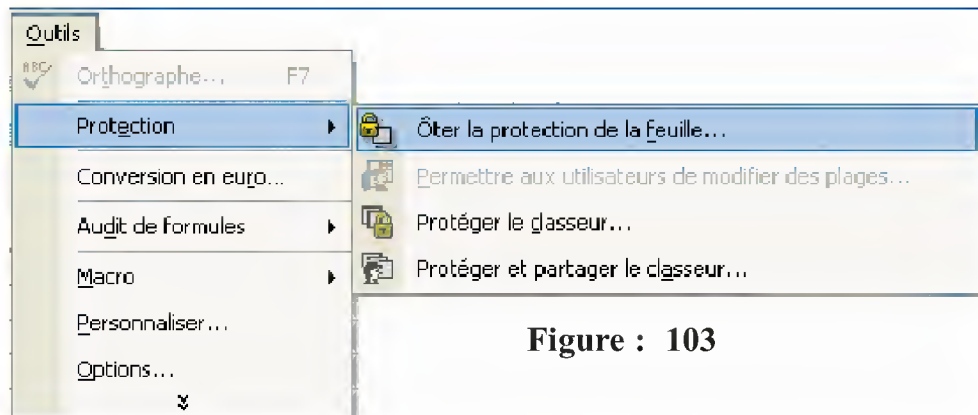 Outils
ABC
Orthographe... F7
Protection
Ôter la protection de la feuille...
Permettre aux utilisateurs de modifier des plages...
Conversion en euro...
Protéger le classeur...
Audit de formules
Protéger et partager le classeur...
Macro
Personnaliser...
Options...
Figure : 103